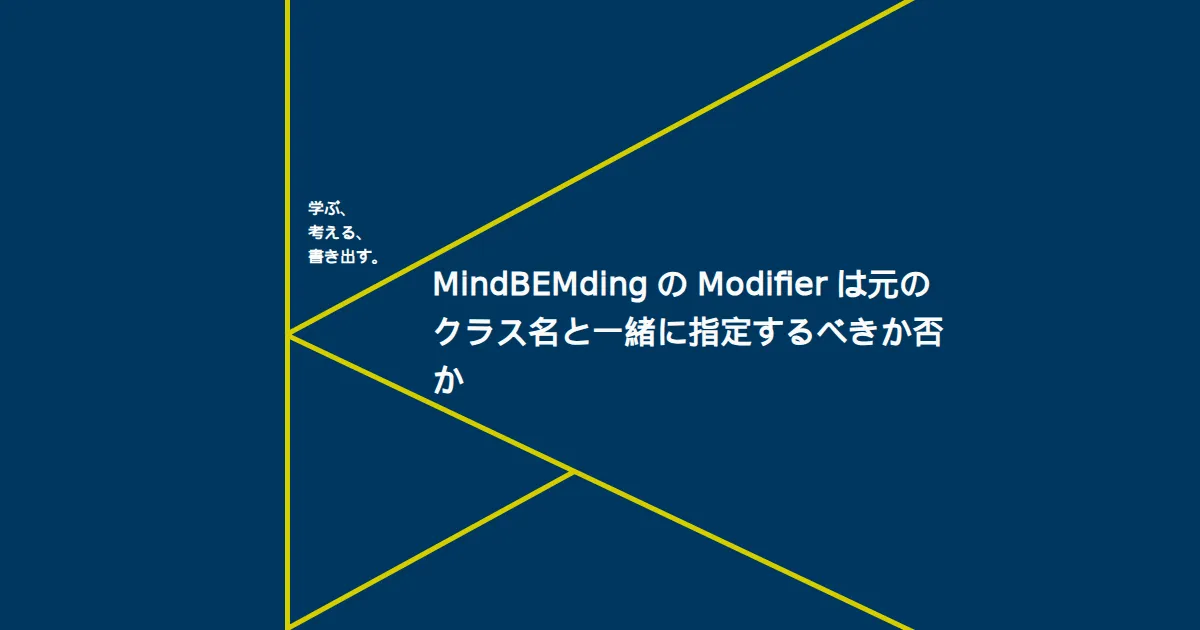 学ぶ、
考える、
書き出す。
MindBEMding の Modifier は元の
クラス名と一緒に指定するべきか否
か